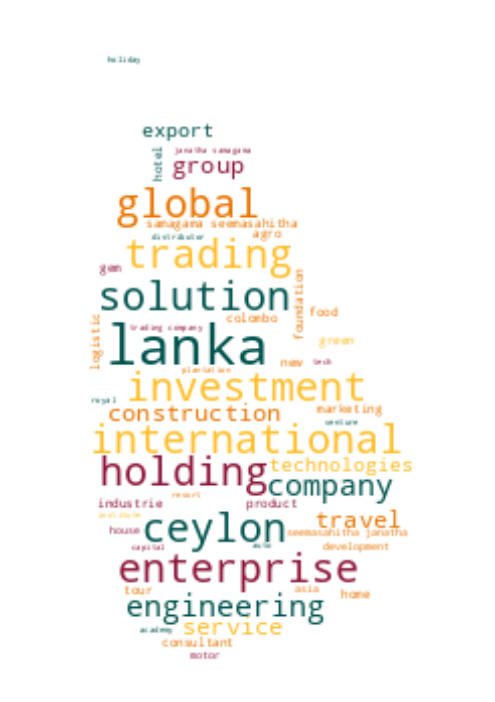 holiday
export
hotel
janatha samagama
group
global
samagama seemasahitha
distributor
agro
trading
gem
foundation
solution
food
logistic
colombo
trading company
lanka
green
new
tech
plantation
investment
royal
construction
marketing
venture
international
holding
technologies
company
resort
industrie
product
institute
travel
ceylon
house
seemasahitha janatha
capital
auto
development
enterprise
tour
asia
home
engineering
academy
service
consultant
motor